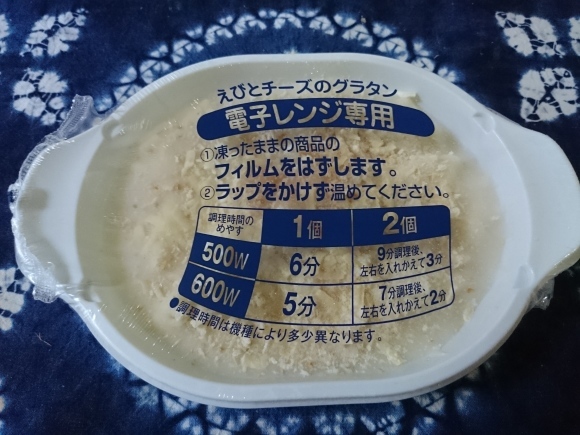 えびとチーズのグラタン
電子レンジ専用
①凍ったままの商品の
フィルムをはずします。
②ラップをかけず温めてください。
調理時間の
めやす
1個
2個
500W
6分
9分調理後、
左右を入れかえて3分
600W
5分
7分調理後、
左右を入れかえて2分
●調理時間は機種により多少異なります。